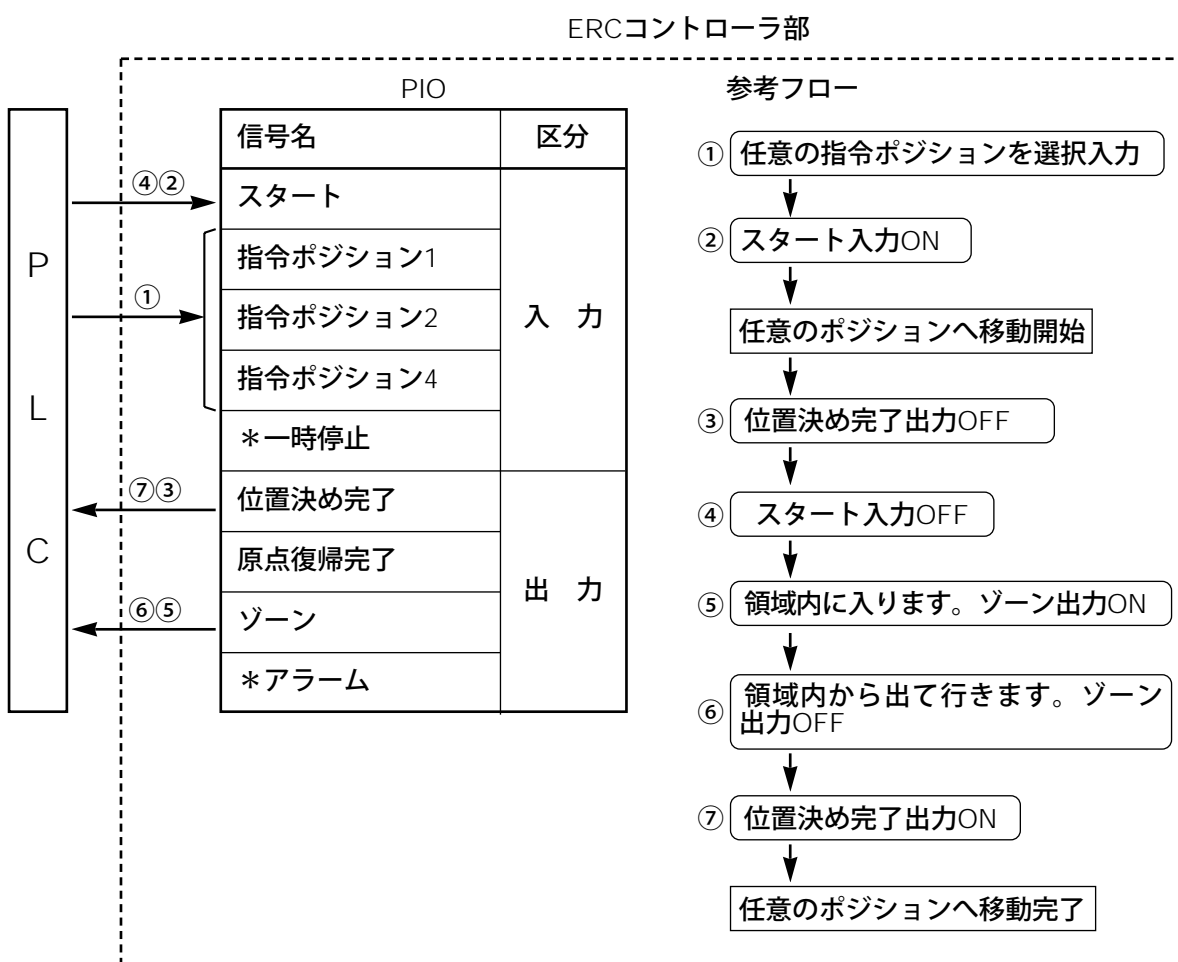 ERCコントローラ部
PIO
参考フロー
信号名 区分
スタート
指令ポジション1
指令ポジション2
指令ポジション4
＊一時停止
入 力
位置決め完了
原点復帰完了
ゾーン
＊アラーム
出 力
P
L
C
④②
①
⑦③
⑥⑤
① 任意の指令ポジションを選択入力
② スタート入力ON
任意のポジションへ移動開始
③ 位置決め完了出力OFF
④ スタート入力OFF
⑤ 領域内に入ります。ゾーン出力ON
⑥ 領域内から出て行きます。ゾーン
出力OFF
⑦ 位置決め完了出力ON
任意のポジションへ移動完了